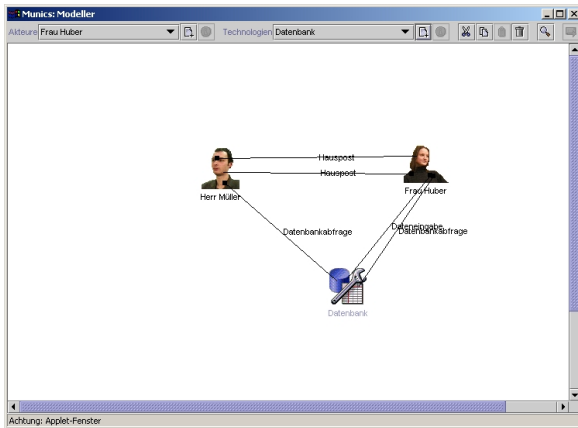 Munics: Modeller
Akteure Frau Huber Technologien Datenbank
Hauspost
Hauspost
Herr Müller
Frau Huber
Dateneingabe
Datenbankabfrage
Datenbankabfrage
Datenbank
Achtung: Applet-Fenster